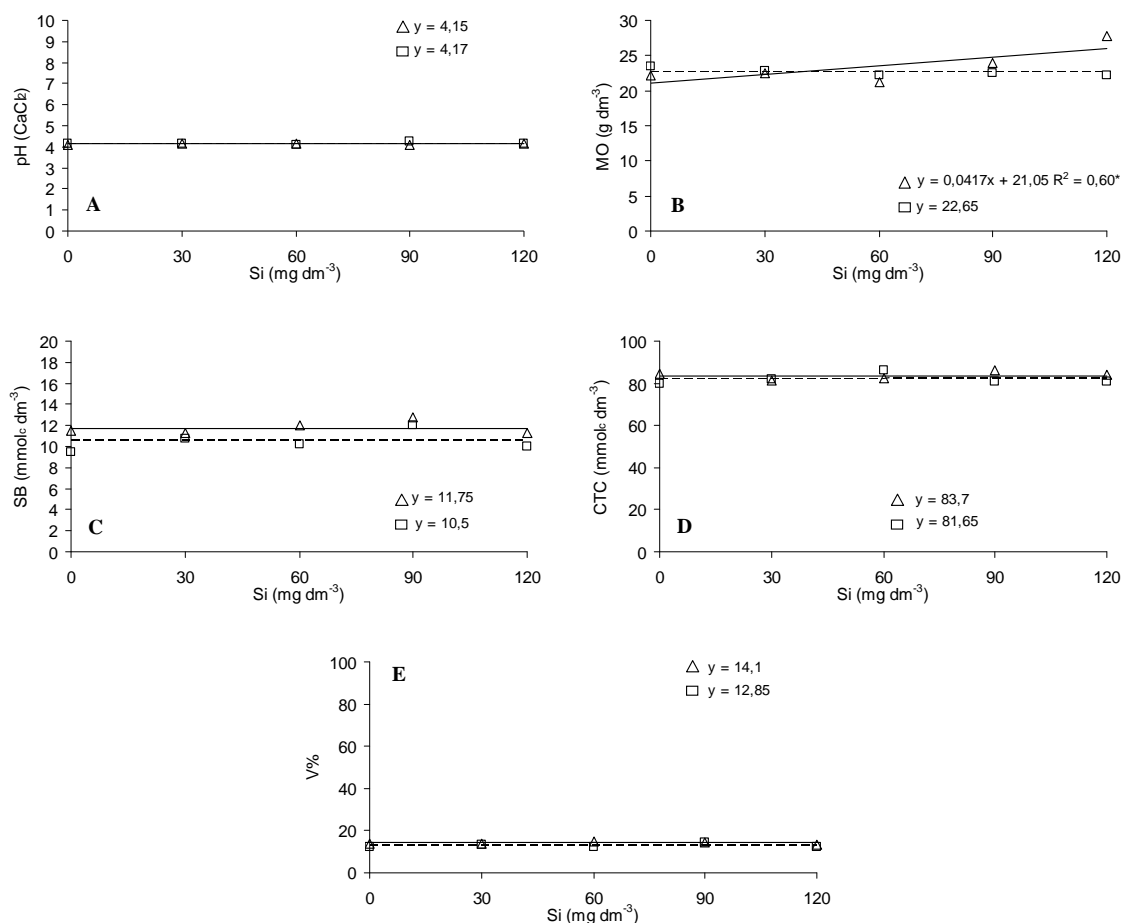 10
9
8
7
6
5
4
3
2
1
0
pH (CaCl2)
y = 4,15
y = 4,17
A
0 30 60 90 120
Si (mg dm-3)
30
25
20
15
10
5
0
MO (g dm-3)
y = 0,0417x + 21,05 R2 = 0,60*
y = 22,65
B
0 30 60 90 120
Si (mg dm-3)
20
18
16
14
12
10
8
6
4
2
0
SB (mmolc dm-3)
y = 11,75
y = 10,5
C
0 30 60 90 120
Si (mg dm-3)
100
80
60
40
20
0
CTC (mmolc dm-3)
y = 83,7
y = 81,65
D
0 30 60 90 120
Si (mg dm-3)
100
80
60
40
20
0
V%
E
y = 14,1
y = 12,85
0 30 60 90 120
Si (mg dm-3)